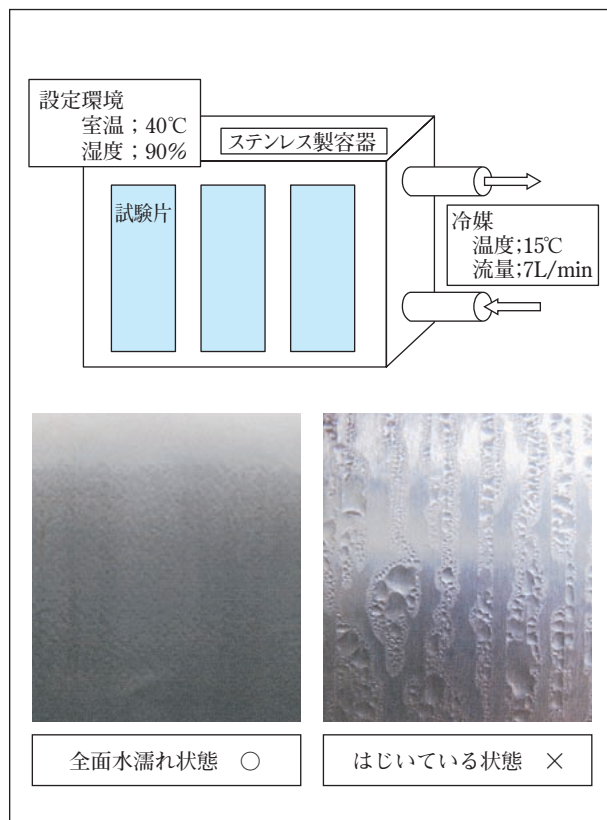 設定環境
室温；40℃
湿度；90%
ステンレス製容器
試験片
冷媒
温度;15℃
流量;7L/min
全面水濡れ状態　○
はじいている状態　×